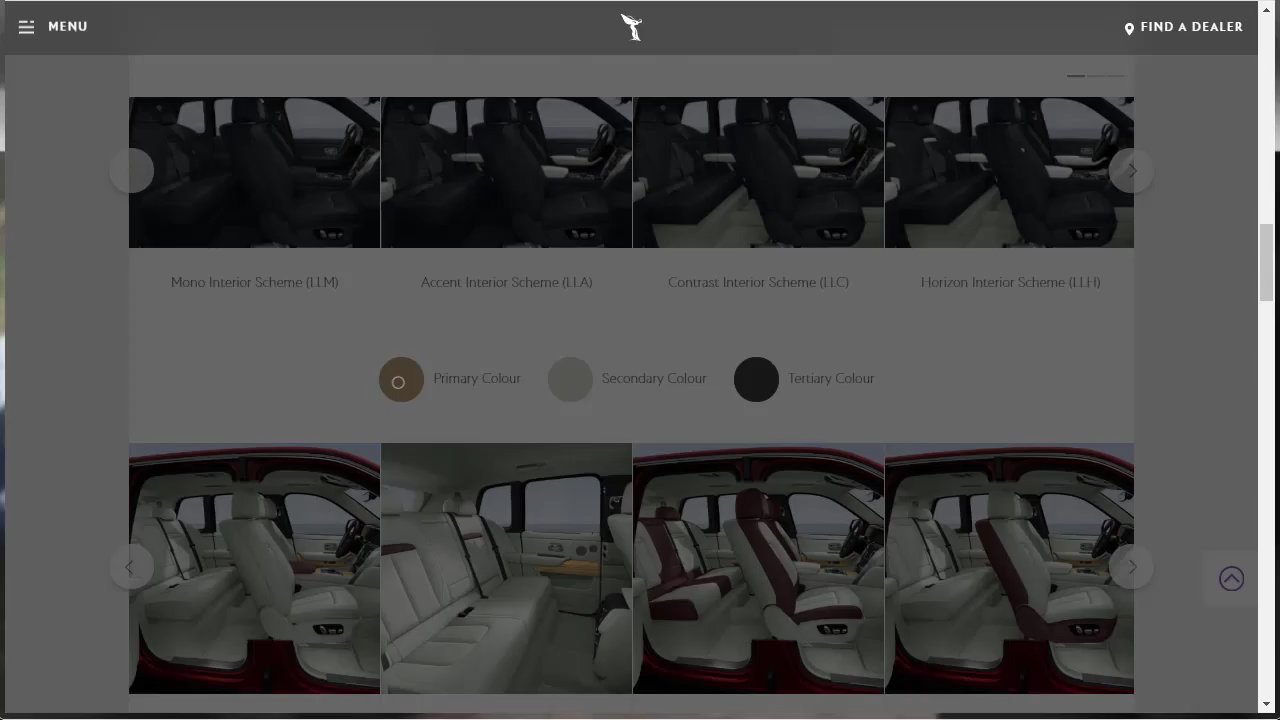 MENU
FIND A DEALER
Mono Interior Scheme (LLM)
Accent Interior Scheme (LLA)
Contrast Interior Scheme (LLC)
Horizon Interior Scheme (LLH)
Primary Colour
Secondary Colour
Tertiary Colour